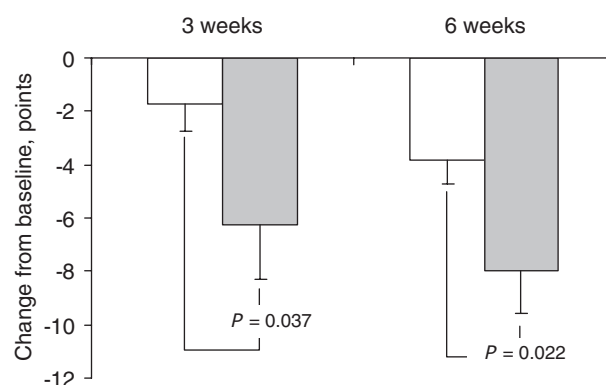 3 weeks
6 weeks
Change from baseline, points
0
-2
-4
-6
-8
-10
-12
P = 0.037
P = 0.022